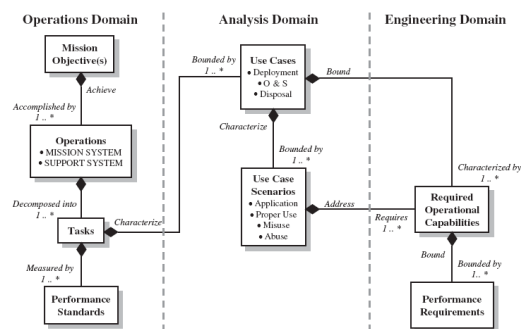 Operations Domain
Analysis Domain
Engineering Domain
Mission
Objective(s)
Achieve
Accomplished by
1 .. *
Operations
• MISSION SYSTEM
• SUPPORT SYSTEM
Decomposed into
1 .. *
Tasks
Characterize
Measured by
1 .. *
Performance
Standards
Bounded by
1 .. *
Use Cases
• Deployment
• O & S
• Disposal
Bound
Characterize
Bounded by
1 .. *
Use Case
Scenarios
• Application
• Proper Use
• Misuse
• Abuse
Address
Characterized by
1 .. *
Requires
1 .. *
Required
Operational
Capabilities
Bound
Bounded by
1 .. *
Performance
Requirements